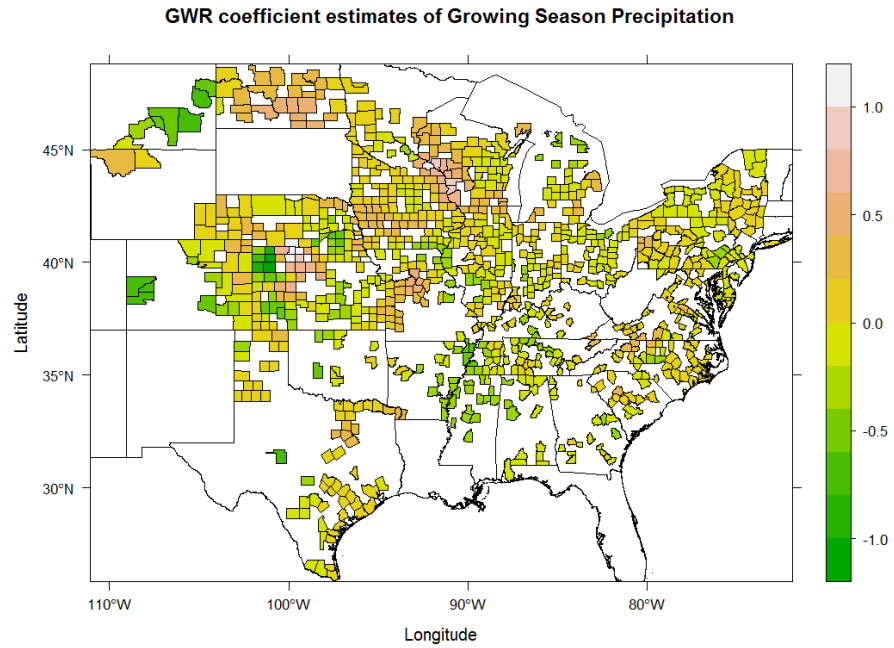 GWR coefficient estimates of Growing Season Precipitation
45°N
40°N
35°N
30°N
Latitude
110°W
100°W
90°W
80°W
Longitude
1.0
0.5
0.0
-0.5
-1.0